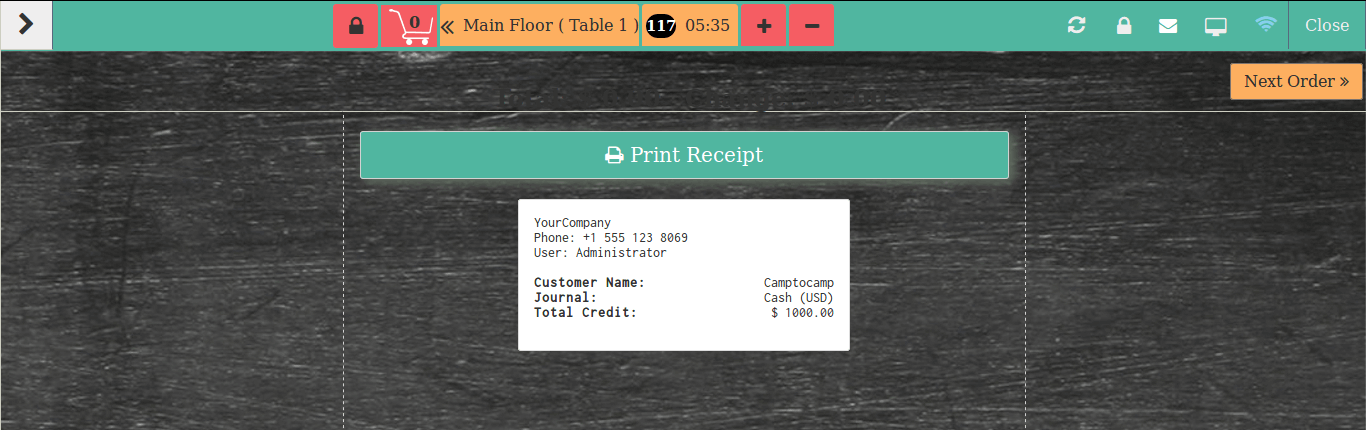 0
« Main Floor ( Table 1 )
117 05:35
Close
Next Order »
Print Receipt
YourCompany
Phone: +1 555 123 8069
User: Administrator
Customer Name: Camptocamp
Journal: Cash (USD)
Total Credit: $ 1000.00